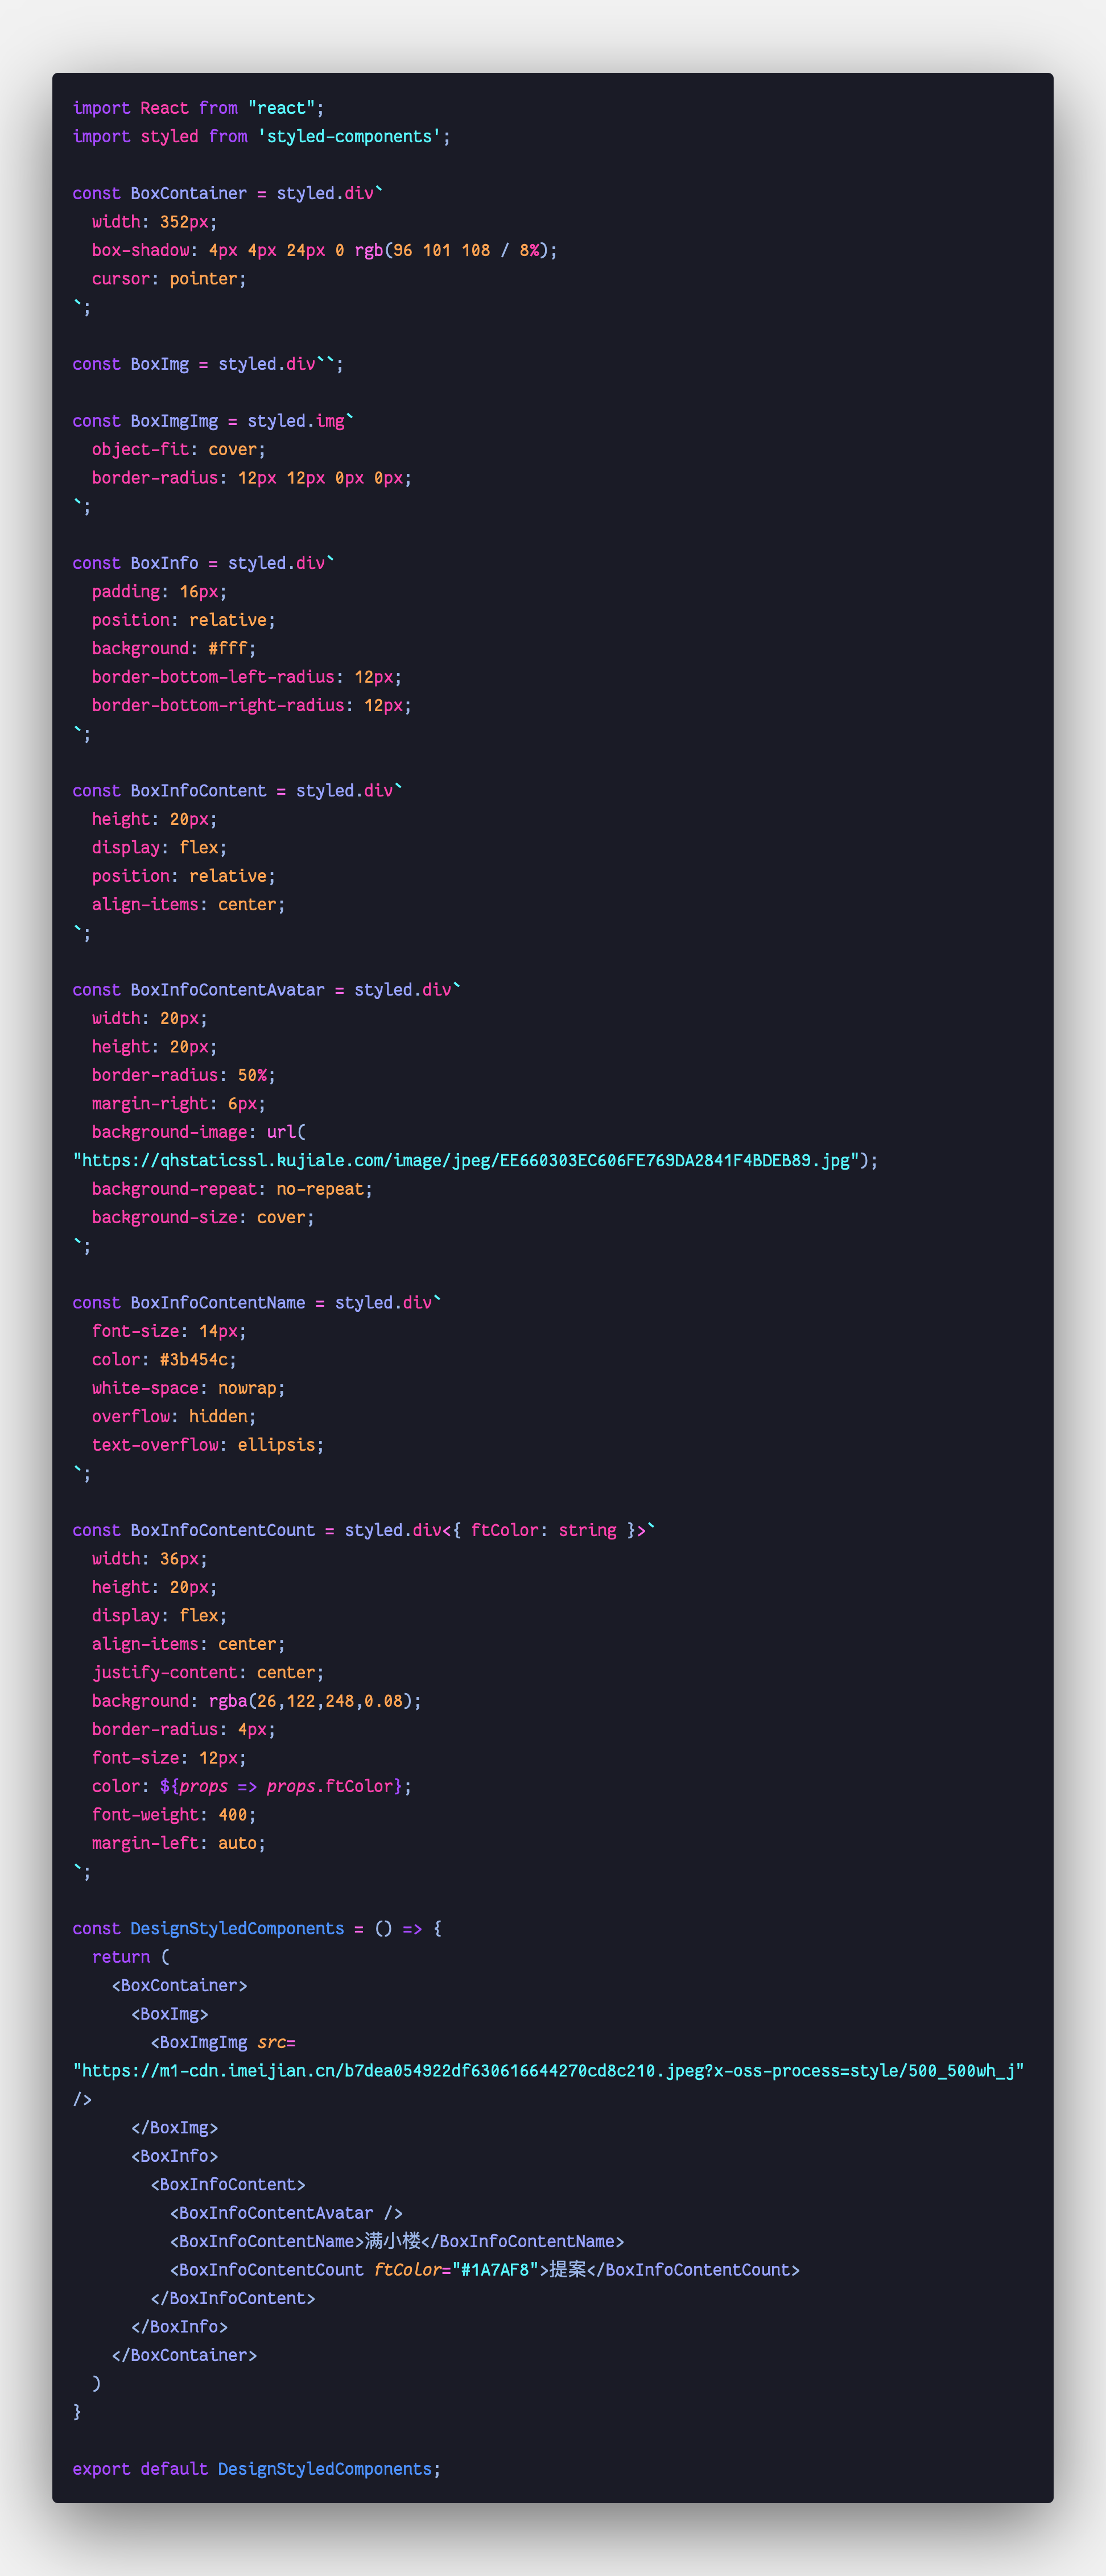 import React from "react";
import styled from 'styled-components';

const BoxContainer = styled.div`
  width: 352px;
  box-shadow: 4px 4px 24px 0 rgb(96 101 108 / 8%);
  cursor: pointer;
`;

const BoxImg = styled.div``;

const BoxImgImg = styled.img`
  object-fit: cover;
  border-radius: 12px 12px 0px 0px;
`;

const BoxInfo = styled.div`
  padding: 16px;
  position: relative;
  background: #fff;
  border-bottom-left-radius: 12px;
  border-bottom-right-radius: 12px;
`;

const BoxInfoContent = styled.div`
  height: 20px;
  display: flex;
  position: relative;
  align-items: center;
`;

const BoxInfoContentAvatar = styled.div`
  width: 20px;
  height: 20px;
  border-radius: 50%;
  margin-right: 6px;
  background-image: url(
"https://qhstaticssl.kujiale.com/image/jpeg/EE660303EC606FE769DA2841F4BDEB89.jpg");
  background-repeat: no-repeat;
  background-size: cover;
`;

const BoxInfoContentName = styled.div`
  font-size: 14px;
  color: #3b454c;
  white-space: nowrap;
  overflow: hidden;
  text-overflow: ellipsis;
`;

const BoxInfoContentCount = styled.div<{ ftColor: string }>`
  width: 36px;
  height: 20px;
  display: flex;
  align-items: center;
  justify-content: center;
  background: rgba(26,122,248,0.08);
  border-radius: 4px;
  font-size: 12px;
  color: ${props => props.ftColor};
  font-weight: 400;
  margin-left: auto;
`;

const DesignStyledComponents = () => {
  return (
    <BoxContainer>
      <BoxImg>
        <BoxImgImg src=
"https://m1-cdn.imeijian.cn/b7dea054922df630616644270cd8c210.jpeg?x-oss-process=style/500_500wh_j"
/>
      </BoxImg>
      <BoxInfo>
        <BoxInfoContent>
          <BoxInfoContentAvatar />
          <BoxInfoContentName>满小楼</BoxInfoContentName>
          <BoxInfoContentCount ftColor="#1A7AF8">提案</BoxInfoContentCount>
        </BoxInfoContent>
      </BoxInfo>
    </BoxContainer>
  )
}

export default DesignStyledComponents;